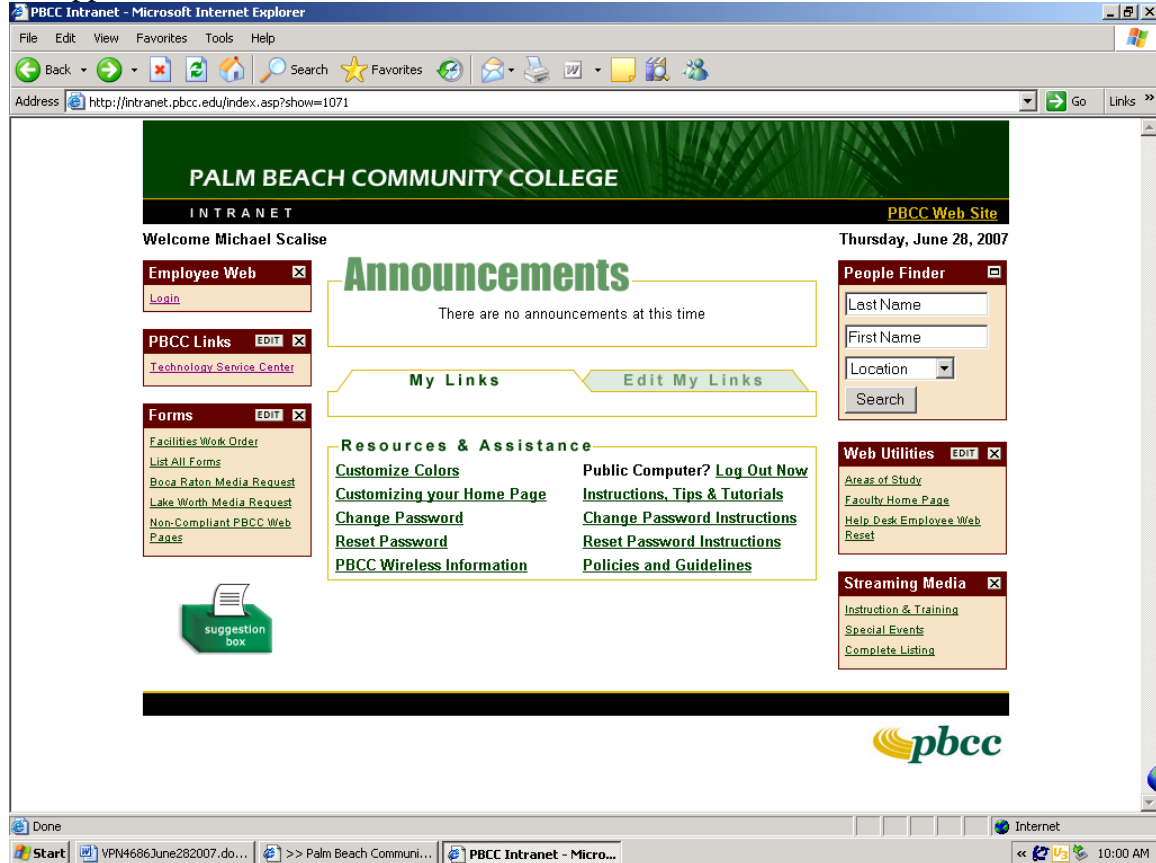 PBCC Intranet - Microsoft Internet Explorer
File Edit View Favorites Tools Help
Back Search Favorites
Address http://intranet.pbcc.edu/index.asp?show=1071 Go Links »
PALM BEACH COMMUNITY COLLEGE
INTRANET PBCC Web Site
Welcome Michael Scalise Thursday, June 28, 2007
Employee Web
Login
PBCC Links EDIT
Technology Service Center
Forms EDIT
Facilities Work Order
List All Forms
Boca Raton Media Request
Lake Worth Media Request
Non-Compliant PBCC Web
Pages
suggestion
box
Announcements
There are no announcements at this time
My Links Edit My Links
Resources & Assistance
Customize Colors Public Computer? Log Out Now
Customizing your Home Page Instructions, Tips & Tutorials
Change Password Change Password Instructions
Reset Password Reset Password Instructions
PBCC Wireless Information Policies and Guidelines
People Finder
Last Name
First Name
Location
Search
Web Utilities EDIT
Areas of Study
Faculty Home Page
Help Desk Employee Web
Reset
Streaming Media
Instruction & Training
Special Events
Complete Listing
pbcc
Done Internet
Start VPN4686June282007.do... >> Palm Beach Communi... PBCC Intranet - Micro... « 10:00 AM